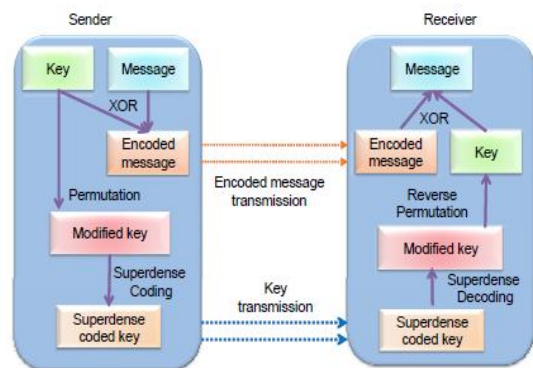 Sender
Key
Message
XOR
Encoded
message
Permutation
Modified key
Superdense
Coding
Superdense
coded key
Encoded message
transmission
Key
transmission
Receiver
Message
XOR
Encoded
message
Key
Reverse
Permutation
Modified key
Superdense
Decoding
Superdense
coded key